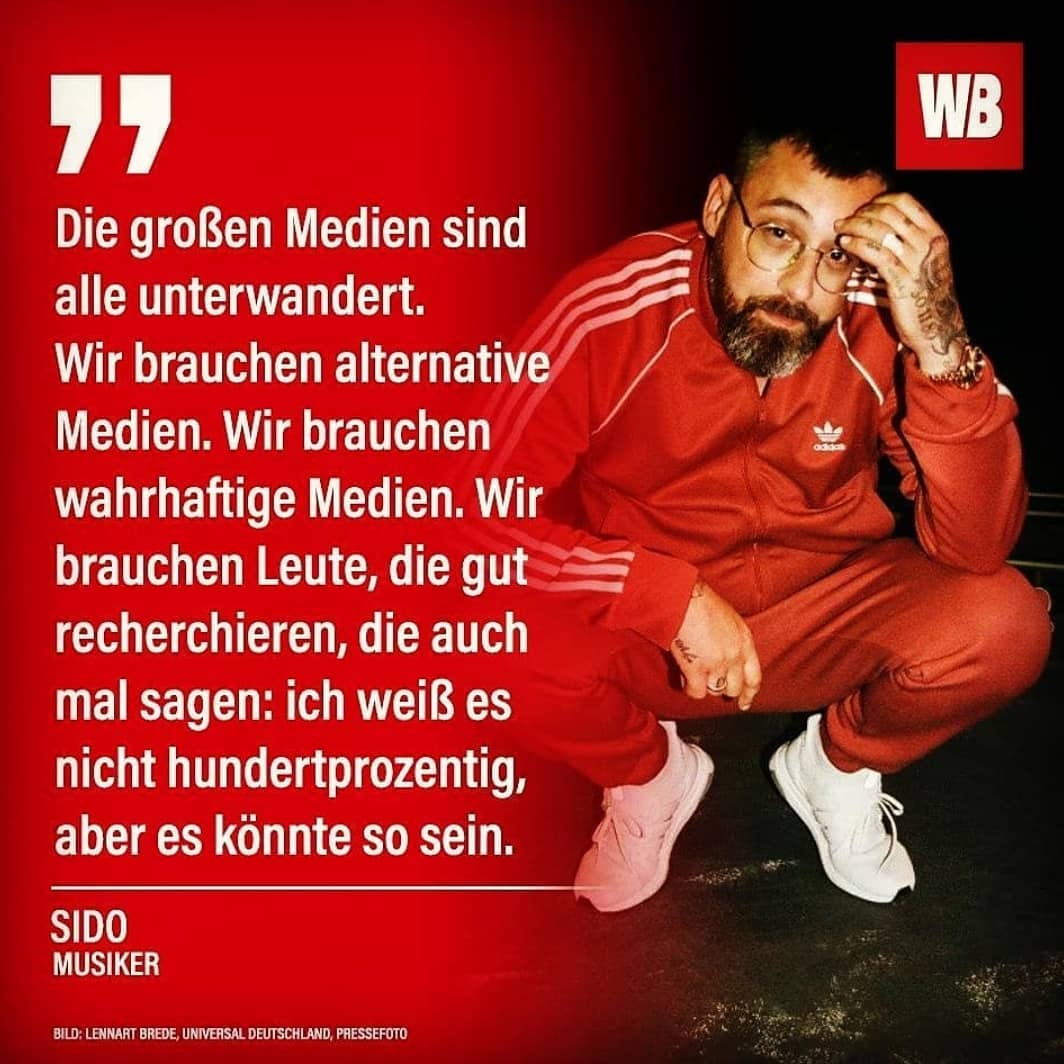 WB
”
Die großen Medien sind
alle unterwandert.
Wir brauchen alternative
Medien. Wir brauchen
wahrhaftige Medien. Wir
brauchen Leute, die gut
recherchieren, die auch
mal sagen: ich weiß es
nicht hundertprozentig,
aber es könnte so sein.
adidas
SIDO
MUSIKER
BILD: LENNART BREDE, UNIVERSAL DEUTSCHLAND, PRESSEFOTO